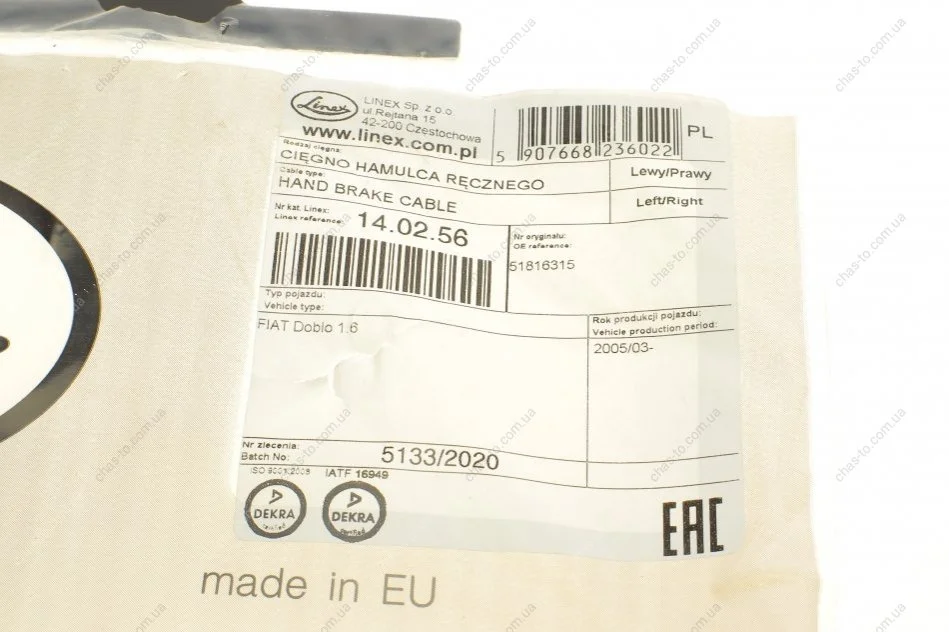 Linex
LINEX Sp. z o.o.
ul.Rejtana 15
42-200 Częstochowa
www.linex.com.pl
5 907668 236022
PL
Rodzaj cięgna:
CIĘGNO HAMULCA RĘCZNEGO
Lewy/Prawy
Cable type:
HAND BRAKE CABLE
Left/Right
Nr kat. Linex:
Linex reference:
14.02.56
Nr oryginału:
OE reference:
51816315
Typ pojazdu:
Vehicle type:
FIAT Doblo 1.6
Rok produkcji pojazdu:
Vehicle production period:
2005/03-
Nr zlecenia:
Batch No:
5133/2020
ISO 9001:2008
IATF 16949
DEKRA
DEKRA
EAC
made in EU
chas-to.com.ua